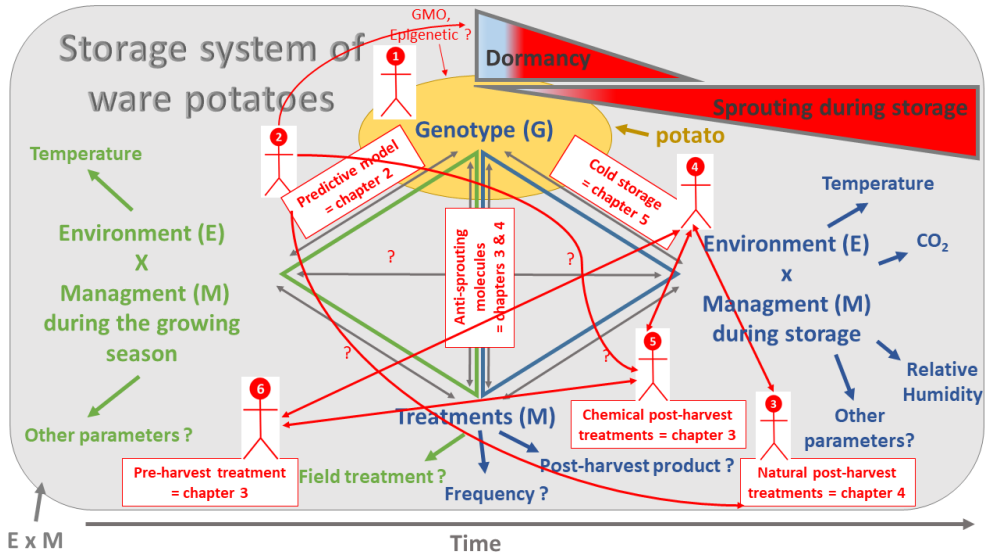 GMO,
Epigenetic ?
Storage system of
ware potatoes
1
Dormancy
Sprouting during storage
2
Genotype (G)
potato
Temperature
Predictive model
= chapter 2
Cold storage
= chapter 5
4
Temperature
Environment (E)
X
Managment (M)
during the growing
season
?
Anti-sprouting
molecules
= chapters 3 & 4
?
Environment (E)
x
Managment (M)
during storage
CO2
?
?
5
Relative
Humidity
6
3
Other parameters ?
Treatments (M)
Chemical post-harvest
treatments = chapter 3
Other
parameters?
Pre-harvest treatment
= chapter 3
Field treatment ?
Post-harvest product ?
Frequency ?
Natural post-harvest
treatments = chapter 4
E x M
Time